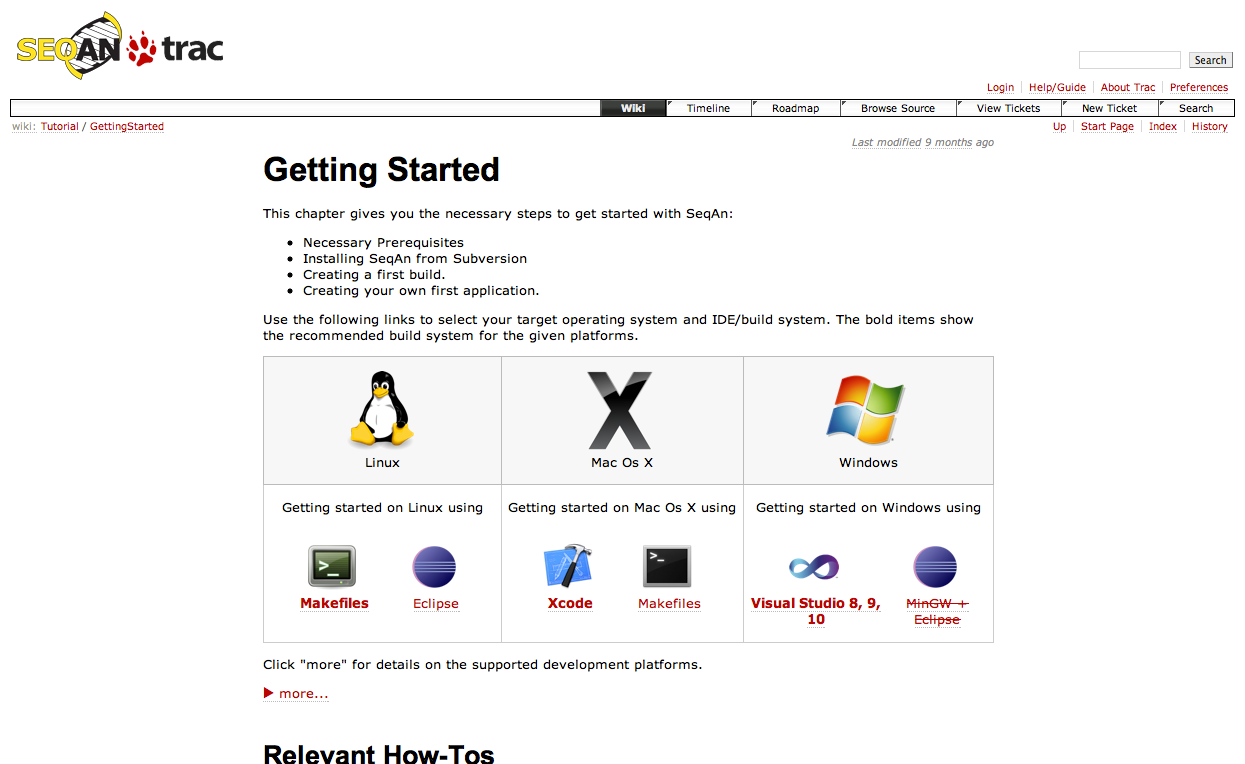 SEQAN trac
Search
Login Help/Guide About Trac Preferences
Wiki Timeline Roadmap Browse Source View Tickets New Ticket Search
wiki: Tutorial / GettingStarted
Up Start Page Index History
Last modified 9 months ago
Getting Started
This chapter gives you the necessary steps to get started with SeqAn:
• Necessary Prerequisites
• Installing SeqAn from Subversion
• Creating a first build.
• Creating your own first application.
Use the following links to select your target operating system and IDE/build system. The bold items show
the recommended build system for the given platforms.
Linux Mac Os X Windows
Getting started on Linux using Getting started on Mac Os X using Getting started on Windows using
Makefiles Eclipse Xcode Makefiles Visual Studio 8, 9, MinGW +
10 Eclipse
Click "more" for details on the supported development platforms.
more...
Relevant How-Tos